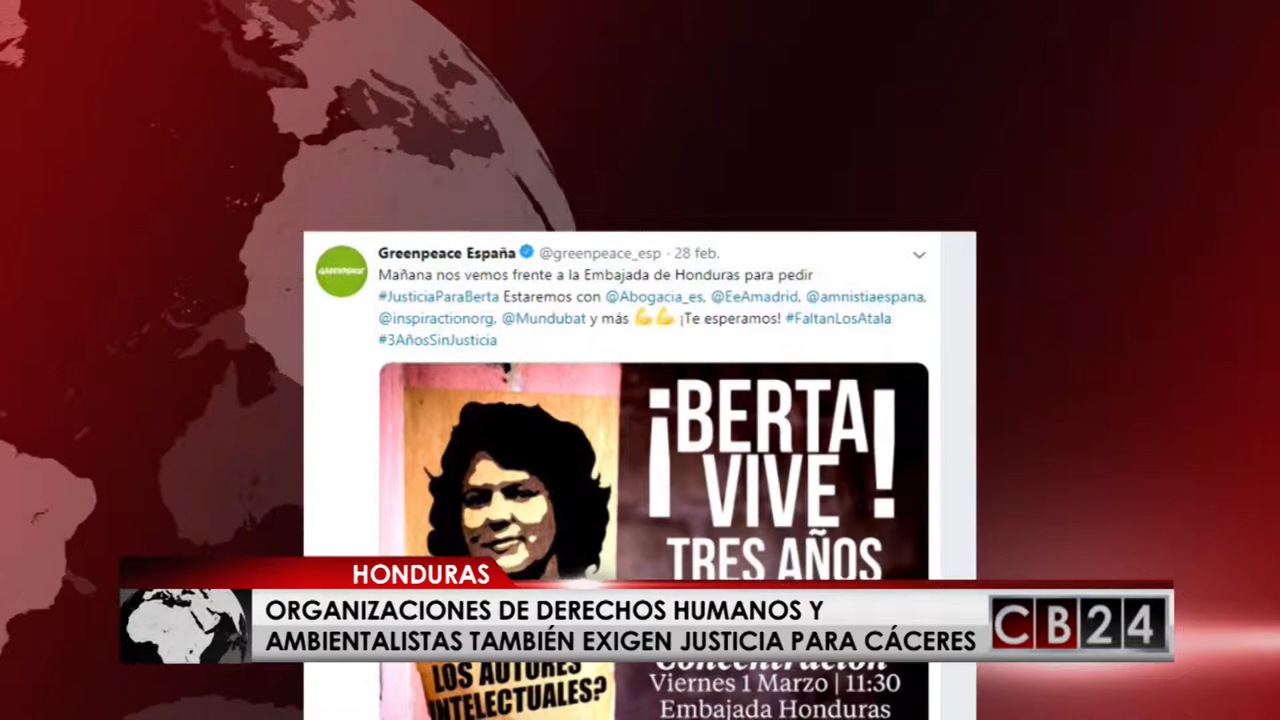 GREENPEACE
Greenpeace España @greenpeace_esp · 28 feb.
Mañana nos vemos frente a la Embajada de Honduras para pedir
#JusticiaParaBerta Estaremos con @Abogacia_es, @EeAmadrid, @amnistiaespana,
@inspiractionorg, @Mundubat y más 💪💪 ¡Te esperamos! #FaltanLosAtala
#3AñosSinJusticia
¡BERTA
VIVE!
TRES AÑOS
HONDURAS
ORGANIZACIONES DE DERECHOS HUMANOS Y
AMBIENTALISTAS TAMBIÉN EXIGEN JUSTICIA PARA CÁCERES
CB24
LOS AUTORES
INTELECTUALES?
Concentración
Viernes 1 Marzo | 11:30
Embajada Honduras